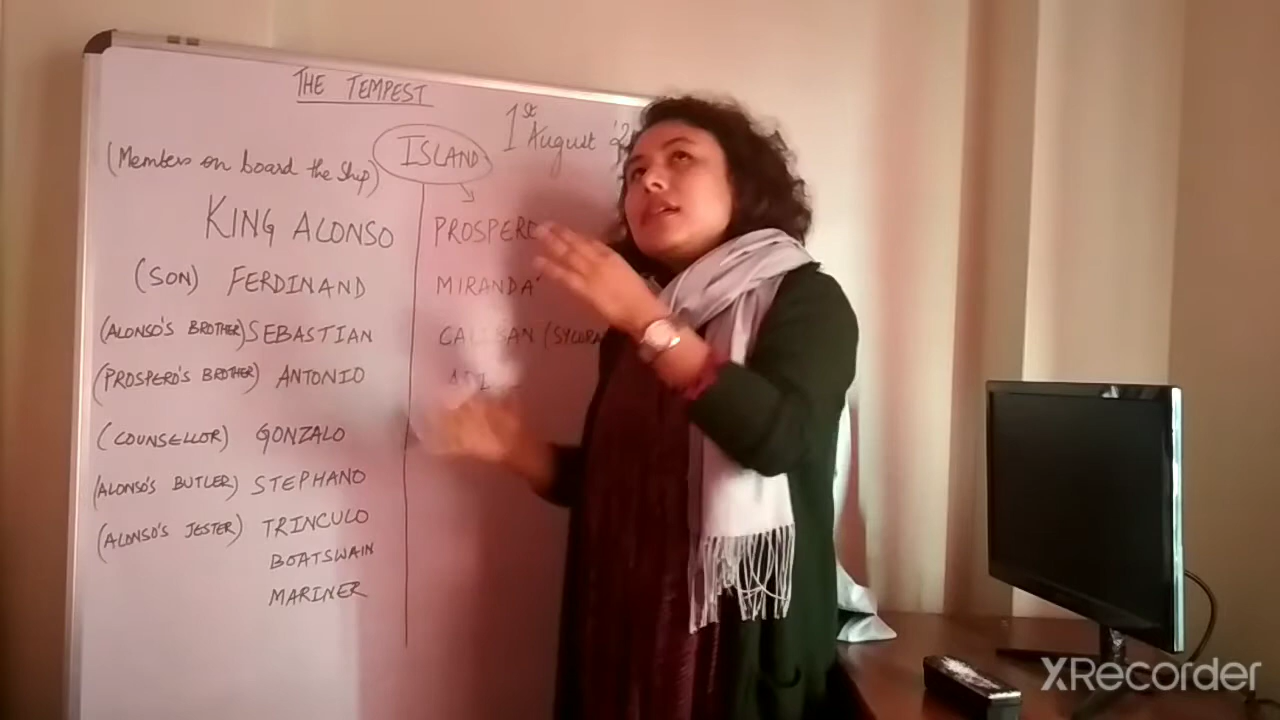 THE TEMPEST
1st August '2
(Members on board the ship)
ISLAND
KING ALONSO
(SON) FERDINAND
(ALONSO'S BROTHER) SEBASTIAN
(PROSPERO'S BROTHER) ANTONIO
(COUNSELLOR) GONZALO
(ALONSO'S BUTLER) STEPHANO
(ALONSO'S JESTER) TRINCULO
BOATSWAIN
MARINER
PROSPERO
MIRANDA
CALIBAN (SYCORA
XRecorder